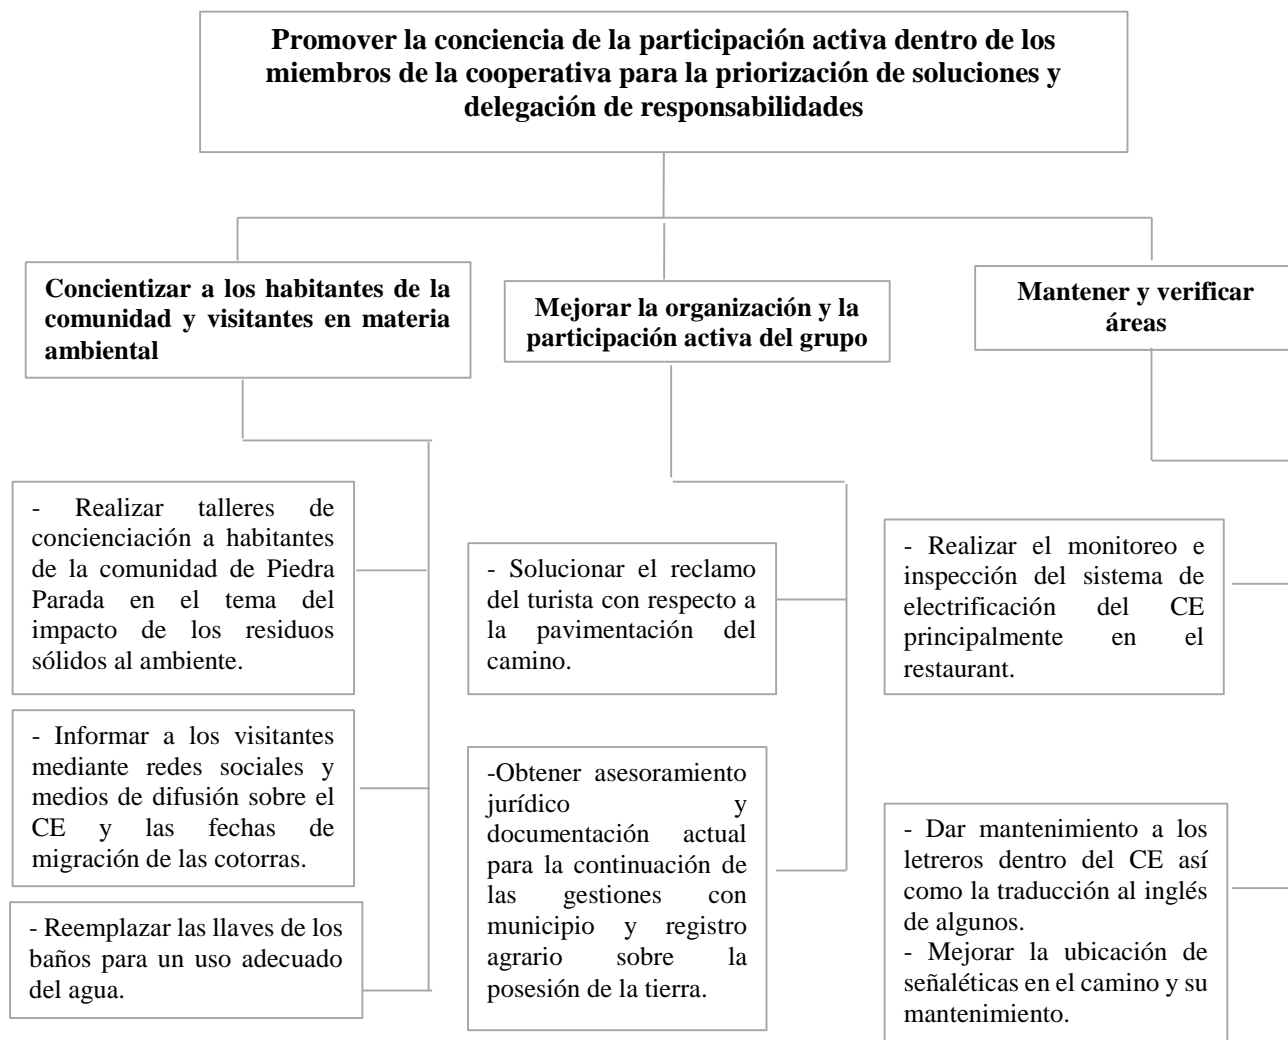 Promover la conciencia de la participación activa dentro de los
miembros de la cooperativa para la priorización de soluciones y
delegación de responsabilidades
Concientizar a los habitantes de la
comunidad y visitantes en materia
ambiental
Mejorar la organización y la
participación activa del grupo
Mantener y verificar
áreas
- Realizar talleres de
concienciación a habitantes
de la comunidad de Piedra
Parada en el tema del
impacto de los residuos
sólidos al ambiente.
- Informar a los visitantes
mediante redes sociales y
medios de difusión sobre el
CE y las fechas de
migración de las cotorras.
- Reemplazar las llaves de los
baños para un uso adecuado
del agua.
- Solucionar el reclamo
del turista con respecto a
la pavimentación del
camino.
-Obtener asesoramiento
jurídico y
documentación actual
para la continuación de
las gestiones con
municipio y registro
agrario sobre la
posesión de la tierra.
- Realizar el monitoreo e
inspección del sistema de
electrificación del CE
principalmente en el
restaurant.
- Dar mantenimiento a los
letreros dentro del CE así
como la traducción al inglés
de algunos.
- Mejorar la ubicación de
señaléticas en el camino y su
mantenimiento.